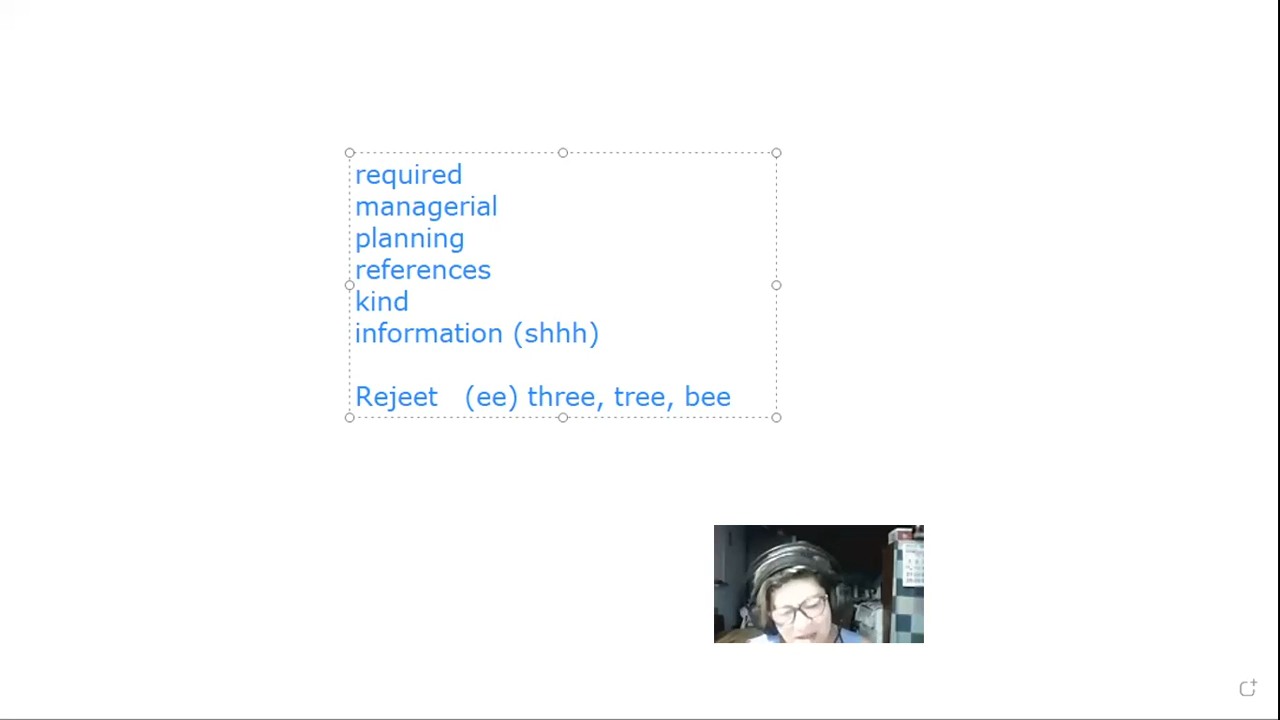 required
managerial
planning
references
kind
information (shhh)
Rejeet (ee) three, tree, bee